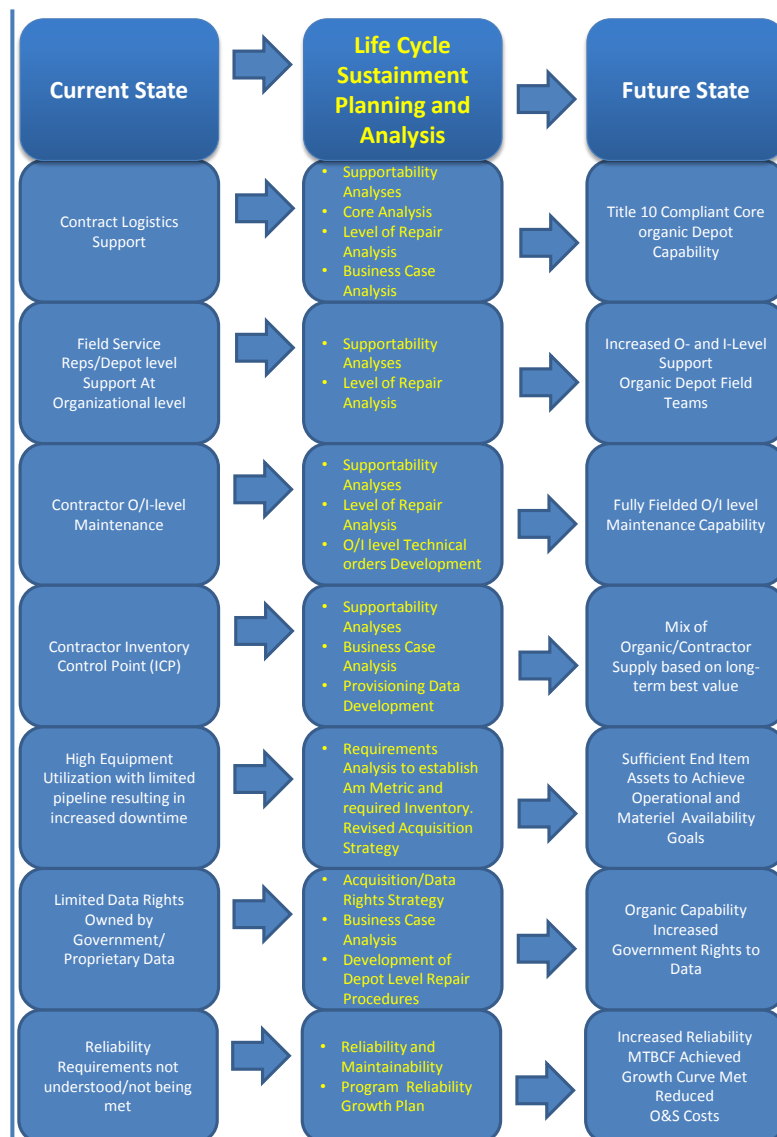 Current State
Life Cycle
Sustainment
Planning and
Analysis
Future State
Contract Logistics
Support
• Supportability
Analyses
• Core Analysis
• Level of Repair
Analysis
• Business Case
Analysis
Title 10 Compliant Core
organic Depot
Capability
Field Service
Reps/Depot level
Support At
Organizational level
• Supportability
Analyses
• Level of Repair
Analysis
Increased O- and I-Level
Support
Organic Depot Field
Teams
Contractor O/I-level
Maintenance
• Supportability
Analyses
• Level of Repair
Analysis
• O/I level Technical
orders Development
Fully Fielded O/I level
Maintenance Capability
Contractor Inventory
Control Point (ICP)
• Supportability
Analyses
• Business Case
Analysis
• Provisioning Data
Development
Mix of
Organic/Contractor
Supply based on long-
term best value
High Equipment
Utilization with limited
pipeline resulting in
increased downtime
• Requirements
Analysis to establish
Am Metric and
required Inventory.
Revised Acquisition
Strategy
Sufficient End Item
Assets to Achieve
Operational and
Materiel Availability
Goals
Limited Data Rights
Owned by
Government/
Proprietary Data
• Acquisition/Data
Rights Strategy
• Business Case
Analysis
• Development of
Depot Level Repair
Procedures
Organic Capability
Increased
Government Rights to
Data
Reliability
Requirements not
understood/not being
met
• Reliability and
Maintainability
• Program Reliability
Growth Plan
Increased Reliability
MTBCF Achieved
Growth Curve Met
Reduced
O&S Costs